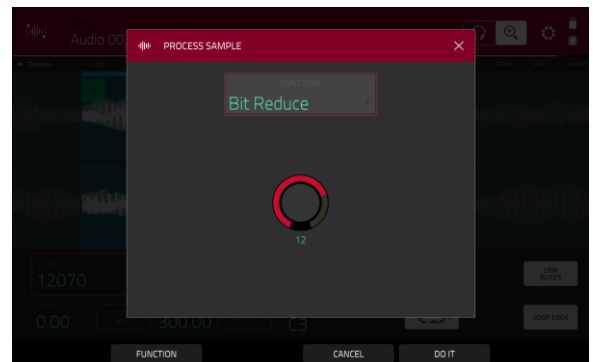 Audio 00
PROCESS SAMPLE
Sample
FUNCTION
Bit Reduce
12
12070
LINK SLICES
0.00
300.00
C3
LOOP LOCK
FUNCTION
CANCEL
DO IT